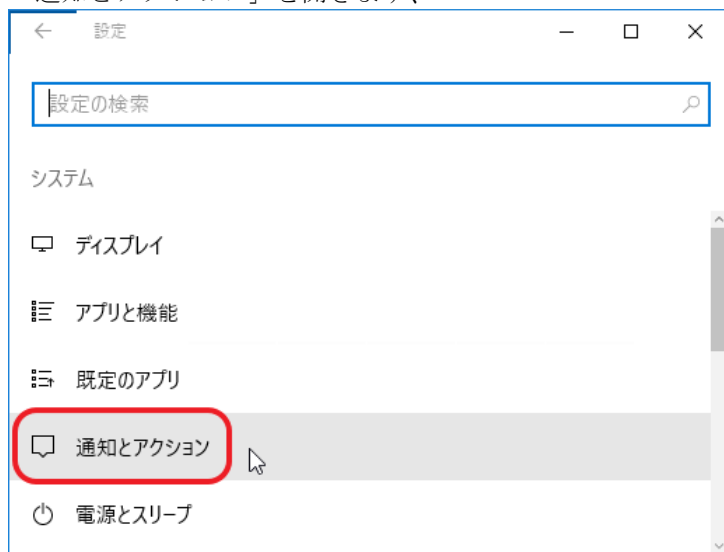 設定
設定の検索
システム
ディスプレイ
アプリと機能
既定のアプリ
通知とアクション
電源とスリープ